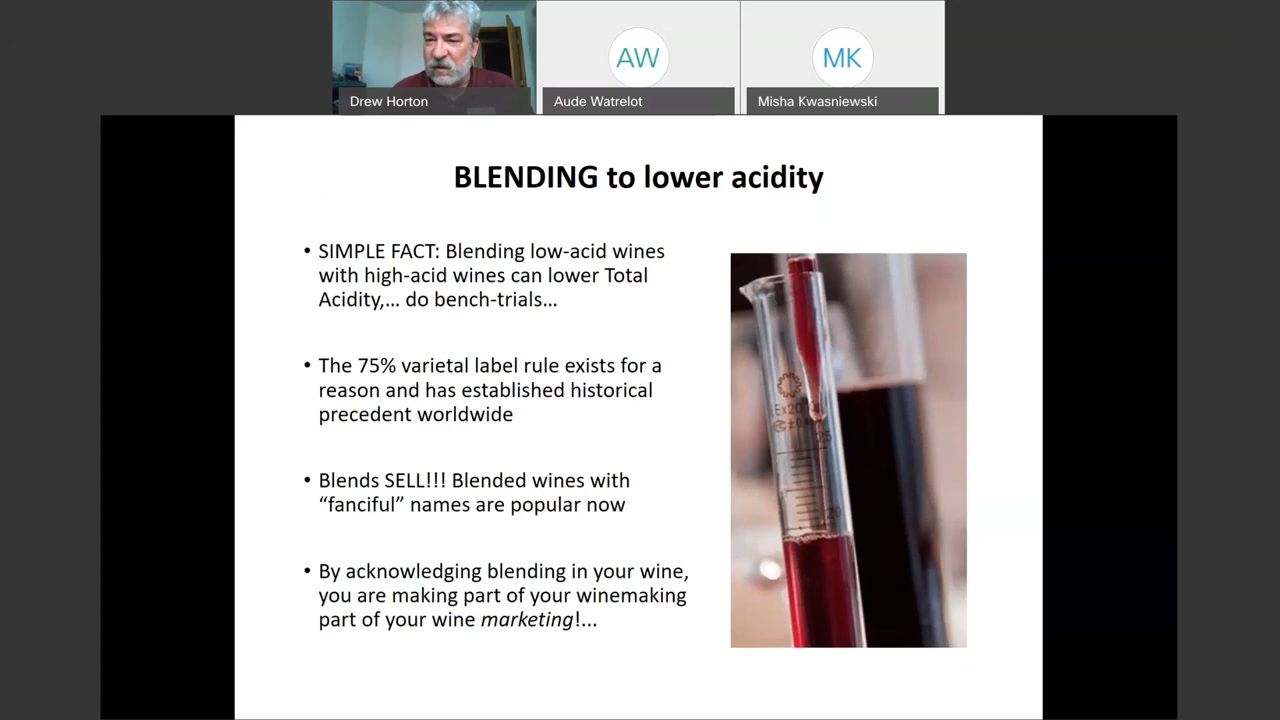 AW
MK
Drew Horton
Aude Watrelot
Misha Kwasniewski
BLENDING to lower acidity
• SIMPLE FACT: Blending low-acid wines
with high-acid wines can lower Total
Acidity,... do bench-trials...
• The 75% varietal label rule exists for a
reason and has established historical
precedent worldwide
• Blends SELL!!! Blended wines with
“fanciful” names are popular now
• By acknowledging blending in your wine,
you are making part of your winemaking
part of your wine marketing!...
Ex20°
25
20